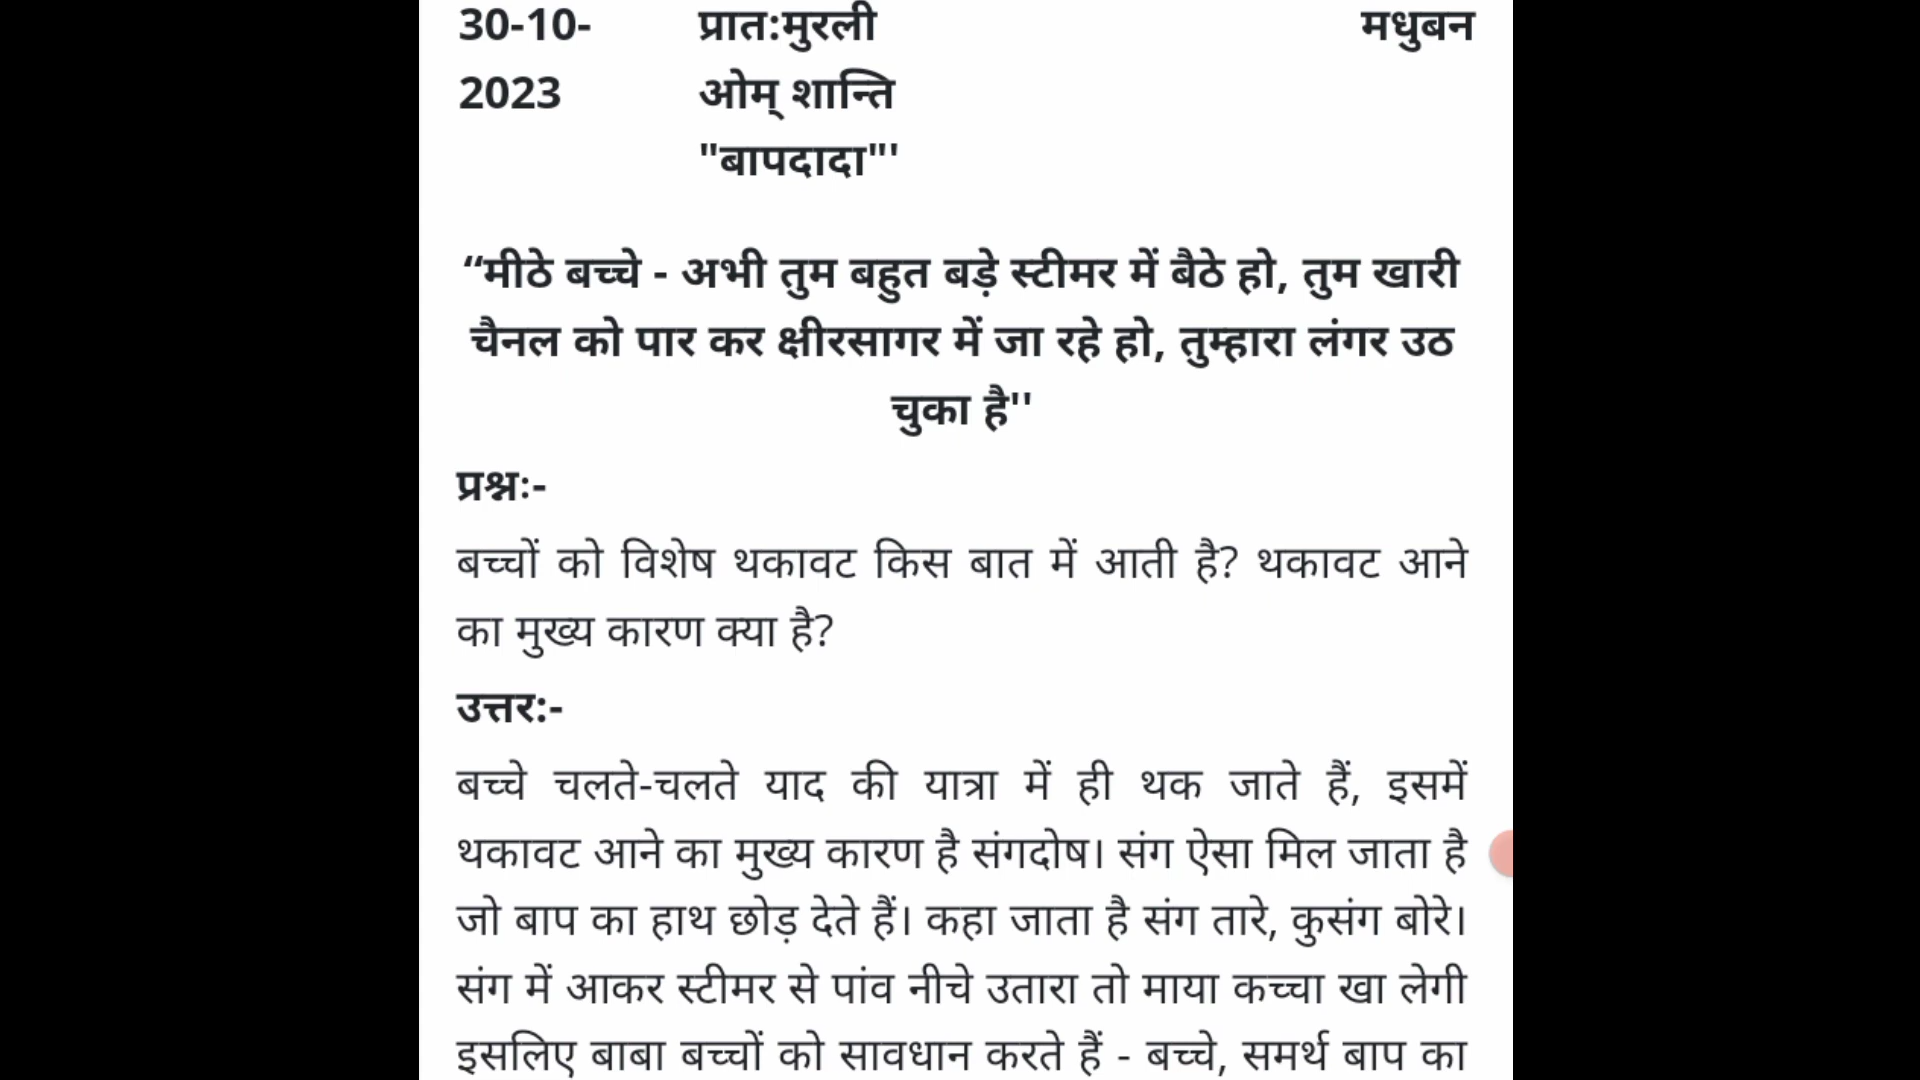 30-10- प्रात:मुरली मधुबन
2023 ओम् शान्ति
"बापदादा"'
“मीठे बच्चे - अभी तुम बहुत बड़े स्टीमर में बैठे हो, तुम खारी
चैनल को पार कर क्षीरसागर में जा रहे हो, तुम्हारा लंगर उठ
चुका है''
प्रश्नः-
बच्चों को विशेष थकावट किस बात में आती है? थकावट आने
का मुख्य कारण क्या है?
उत्तर:-
बच्चे चलते-चलते याद की यात्रा में ही थक जाते हैं, इसमें
थकावट आने का मुख्य कारण है संगदोष। संग ऐसा मिल जाता है
जो बाप का हाथ छोड़ देते हैं। कहा जाता है संग तारे, कुसंग बोरे।
संग में आकर स्टीमर से पांव नीचे उतारा तो माया कच्चा खा लेगी
इसलिए बाबा बच्चों को सावधान करते हैं - बच्चे, समर्थ बाप का